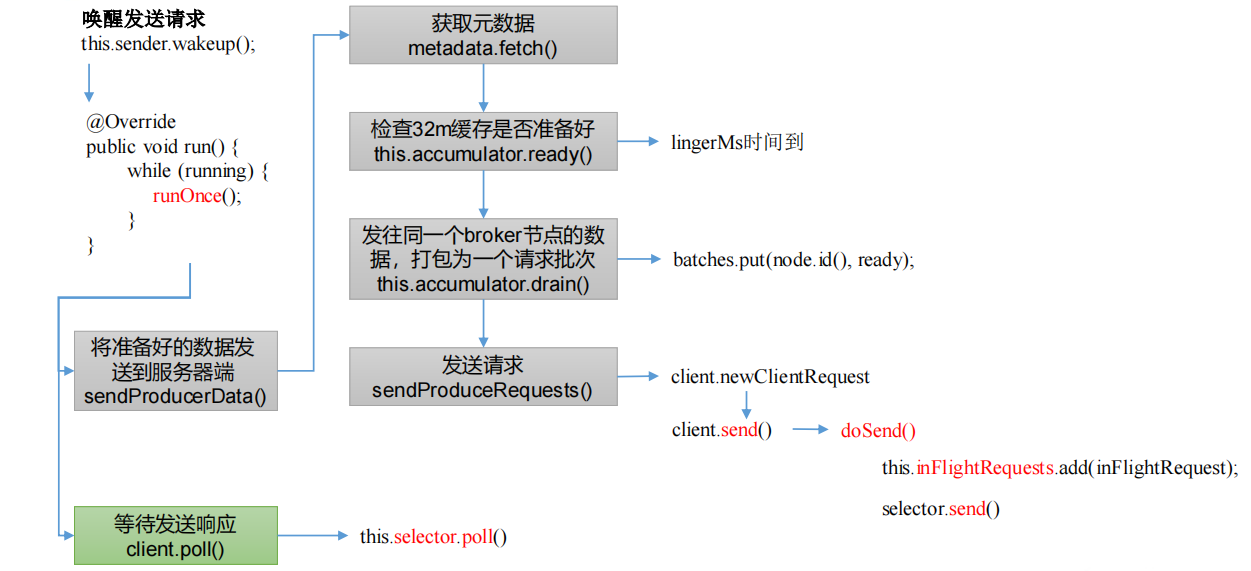 唤醒发送请求
this.sender.wakeup();
@Override
public void run() {
while (running) {
runOnce();
}
}
将准备好的数据发
送到服务器端
sendProducerData()
等待发送响应
client.poll()
this.selector.poll()
获取元数据
metadata.fetch()
检查32m缓存是否准备好
this.accumulator.ready()
lingerMs时间到
发往同一个broker节点的数
据，打包为一个请求批次
this.accumulator.drain()
batches.put(node.id(), ready);
发送请求
sendProduceRequests()
client.newClientRequest
client.send()
doSend()
this.inFlightRequests.add(inFlightRequest);
selector.send()